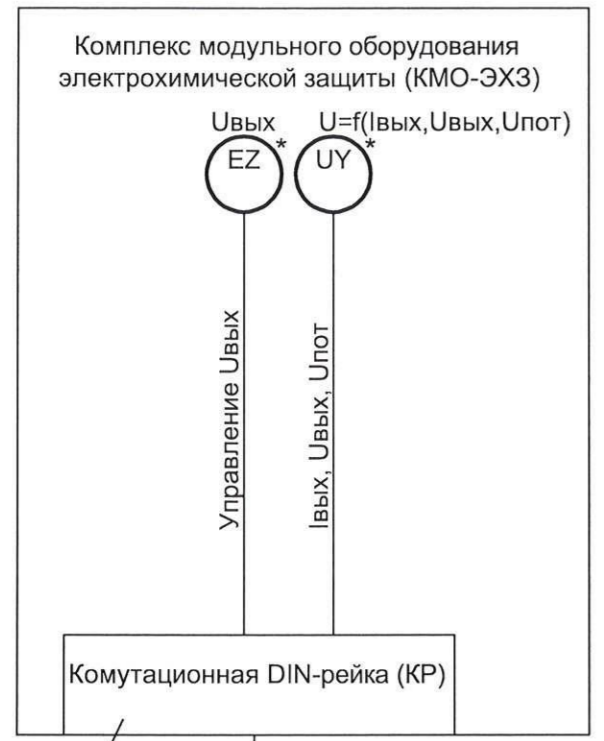 Комплекс модульного оборудования
электрохимической защиты (КМО-ЭХЗ)
Uвых U=f(Iвых,Uвых,Uпот)
EZ * UY *
Управление Uвых
Iвых, Uвых, Uпот
Комутационная DIN-рейка (КР)